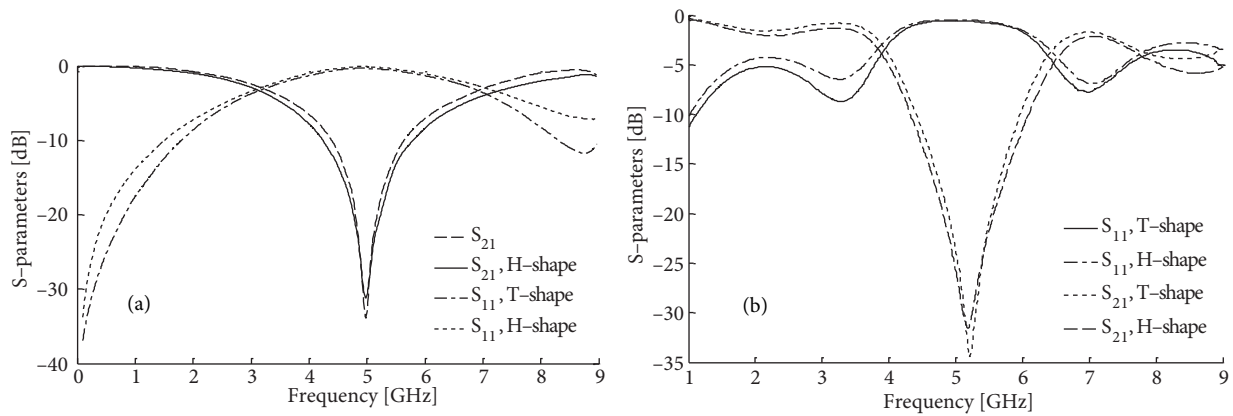 0
−10
−20
−30
−40
S–parameters [dB]
(a)
S21
S21, H–shape
S11, T–shape
S11, H–shape
0 1 2 3 4 5 6 7 8 9
Frequency [GHz]
0
−5
−10
−15
−20
−25
−30
−35
S–parameters [dB]
(b)
S11, T–shape
S11, H–shape
S21, T–shape
S21, H–shape
1 2 3 4 5 6 7 8 9
Frequency [GHz]